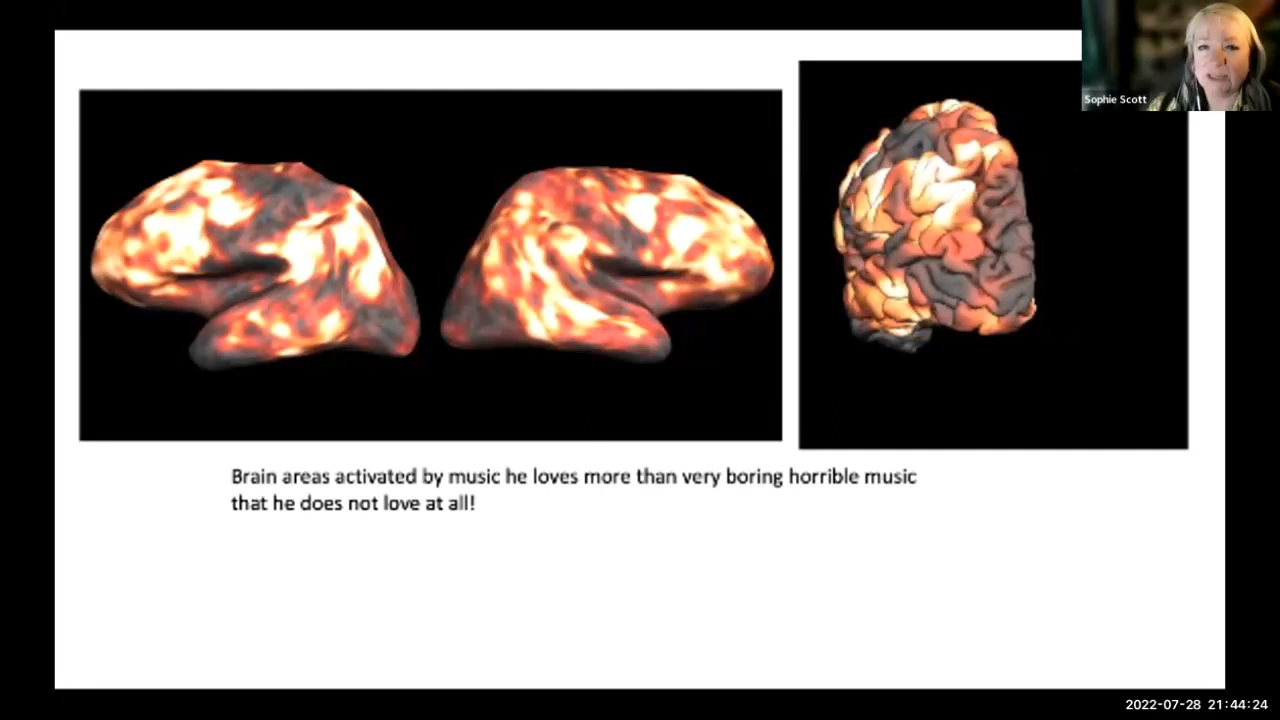 Sophie Scott
Brain areas activated by music he loves more than very boring horrible music
that he does not love at all!
2022-07-28 21:44:24